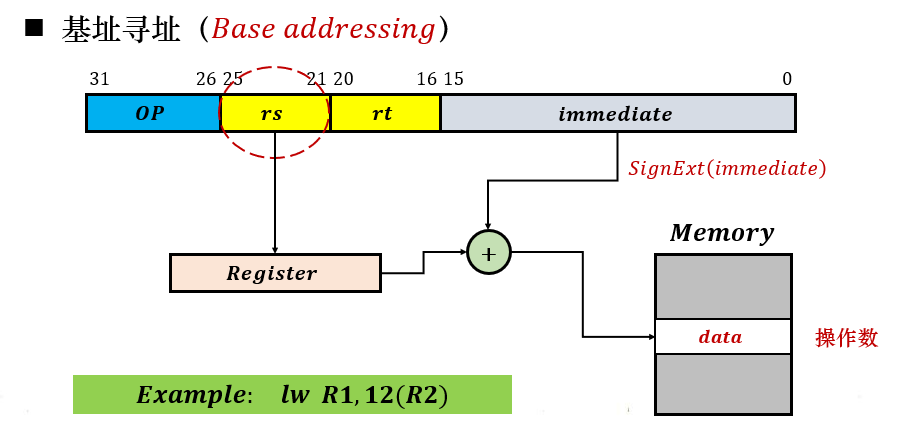 ■ 基址寻址（Base addressing）
31 26 25 21 20 16 15 0
OP rs rt immediate
SignExt(immediate)
Memory
+
Register
data 操作数
Example: lw R1, 12(R2)